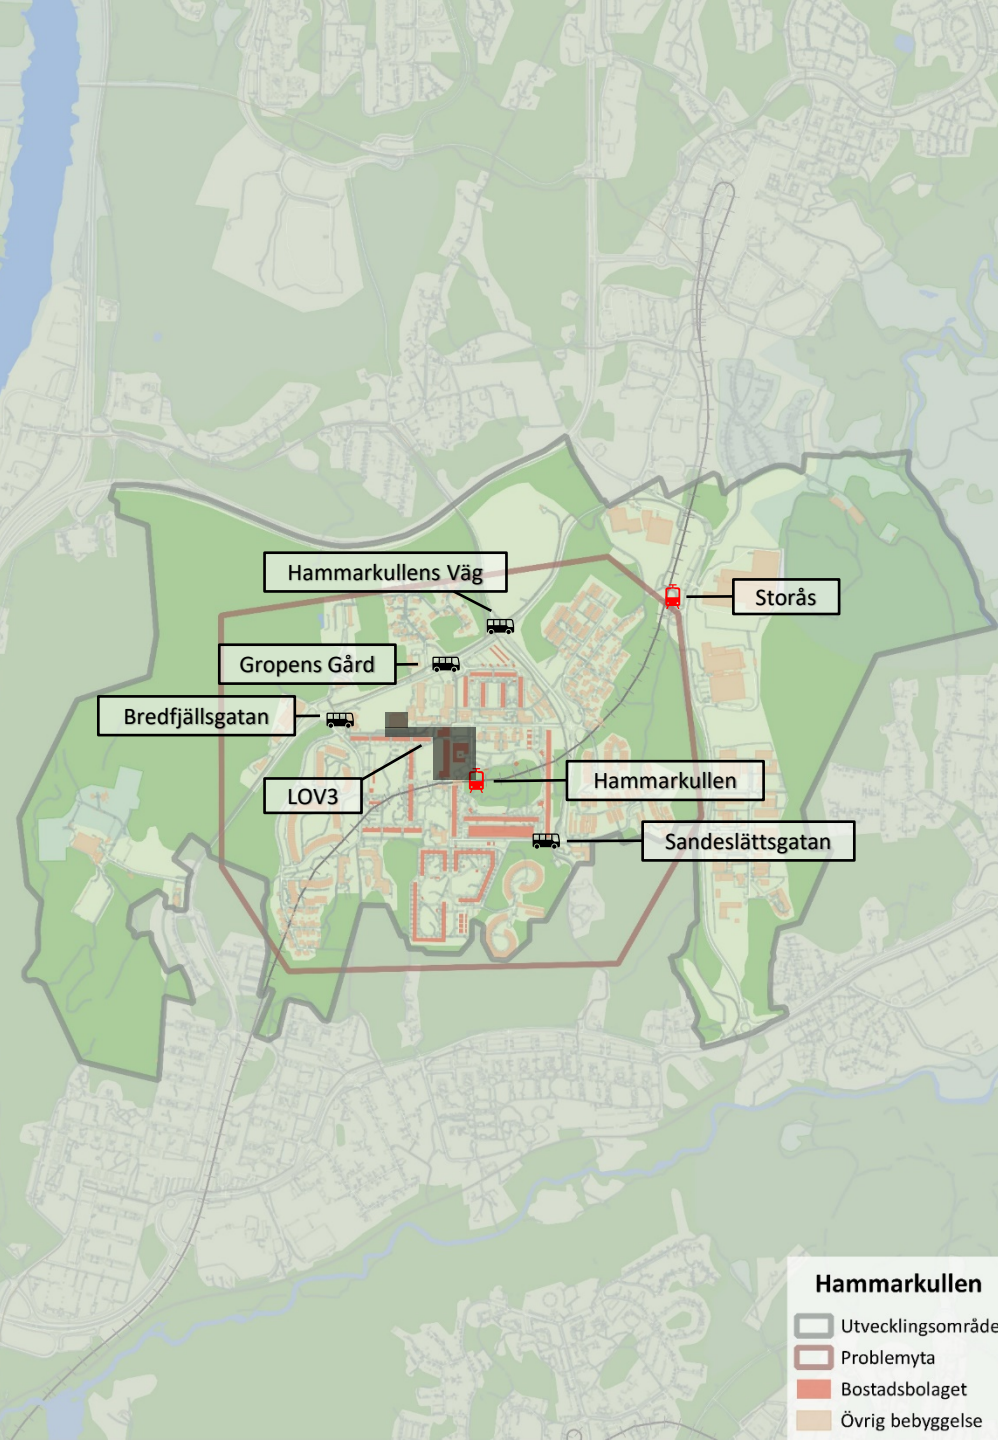 Hammarkullens Väg
Storås
Gropens Gård
Bredfjällsgatan
LOV3
Hammarkullen
Sandeslättsgatan
Hammarkullen
Utvecklingsområde
Problemyta
Bostadsbolaget
Övrig bebyggelse